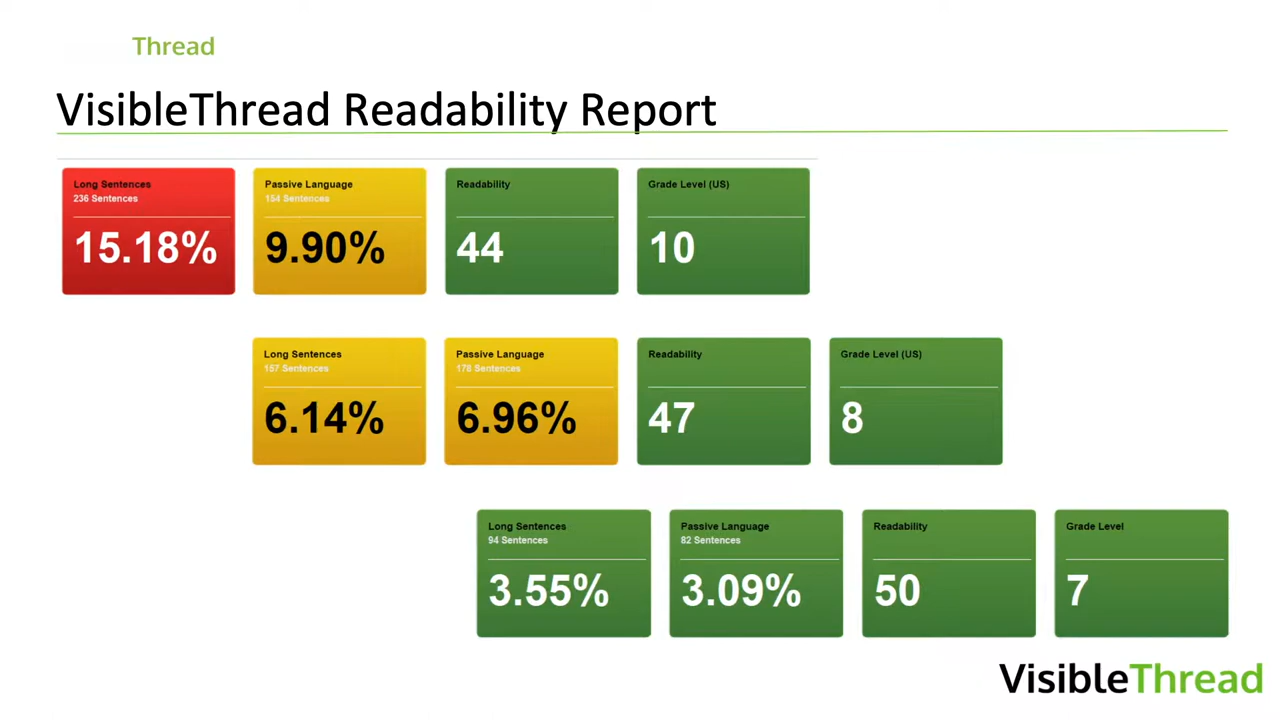 Thread
VisibleThread Readability Report
Long Sentences
236 Sentences
15.18%
Passive Language
154 Sentences
9.90%
Readability
44
Grade Level (US)
10
Long Sentences
157 Sentences
6.14%
Passive Language
178 Sentences
6.96%
Readability
47
Grade Level (US)
8
Long Sentences
94 Sentences
3.55%
Passive Language
82 Sentences
3.09%
Readability
50
Grade Level
7
VisibleThread